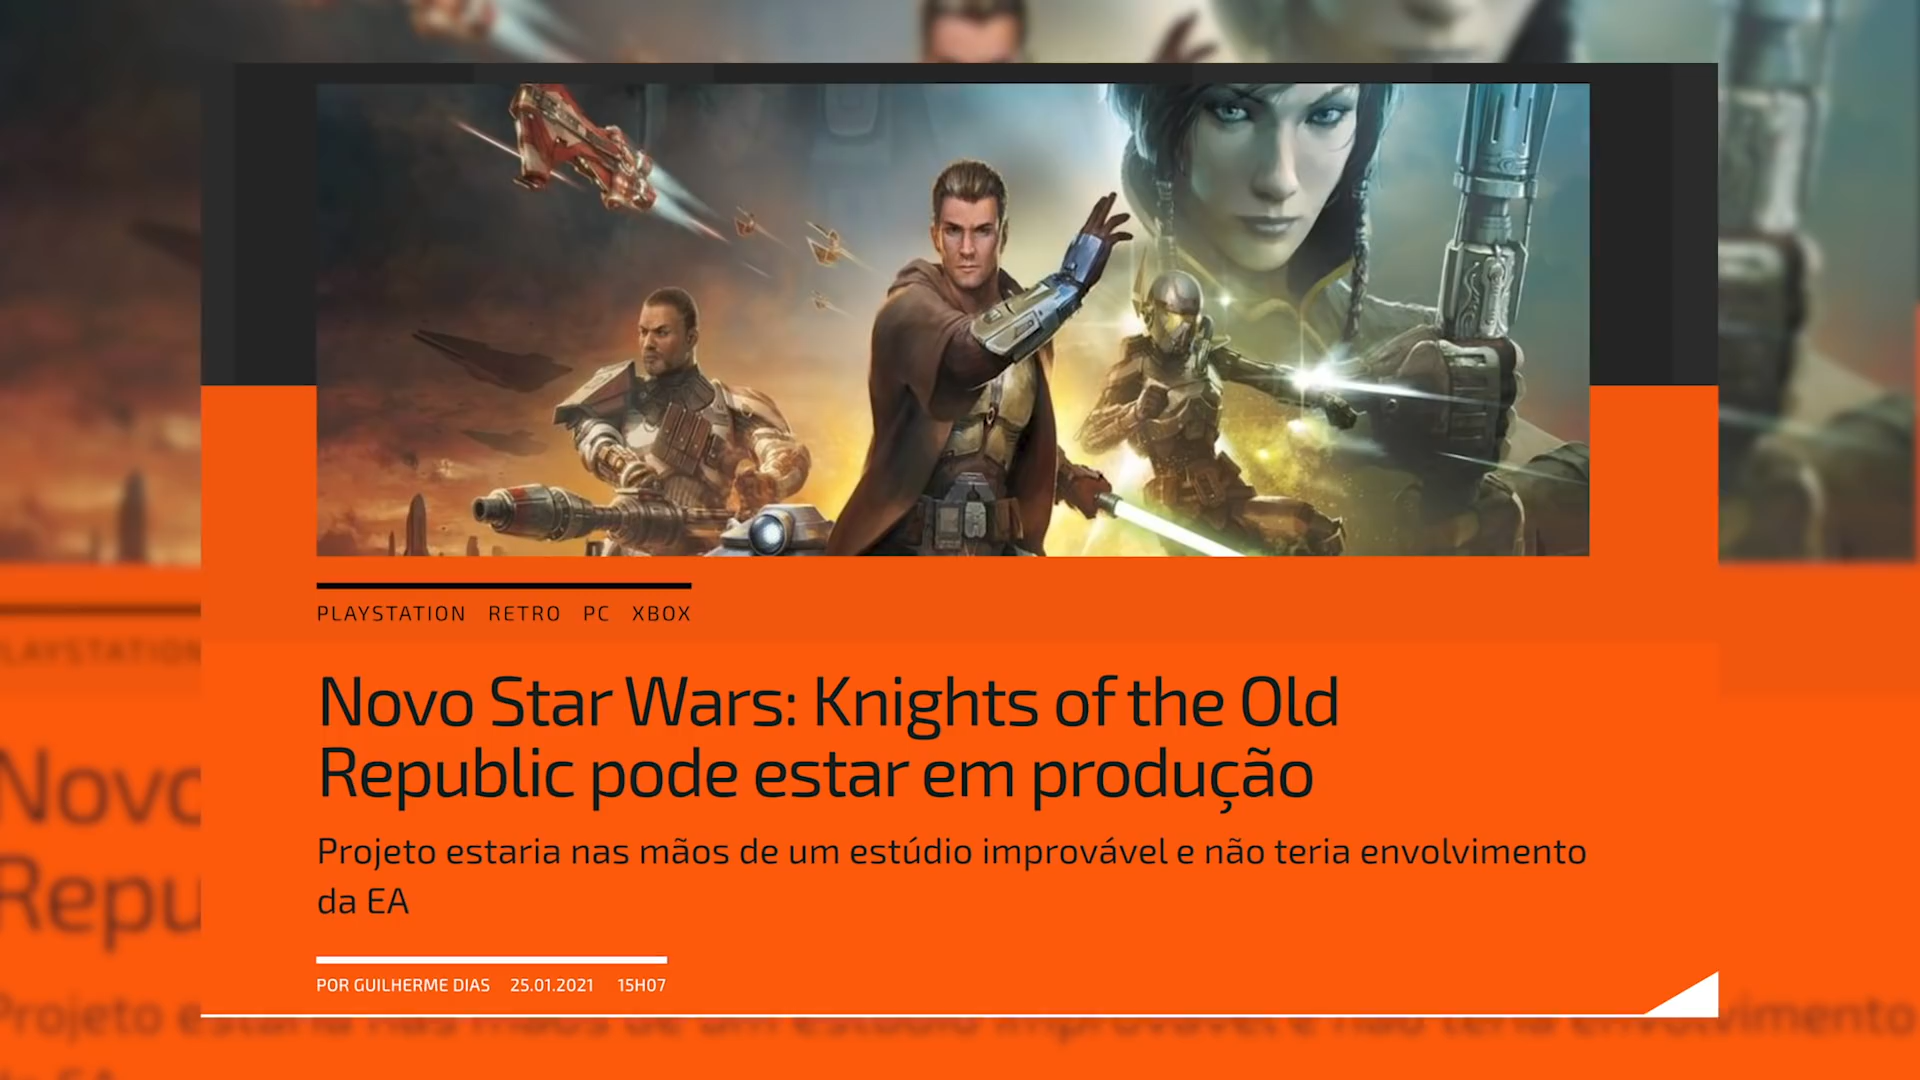 PLAYSTATION RETRO PC XBOX
Novo Star Wars: Knights of the Old
Republic pode estar em produção
Projeto estaria nas mãos de um estúdio improvável e não teria envolvimento
da EA
POR GUILHERME DIAS 25.01.2021 15H07